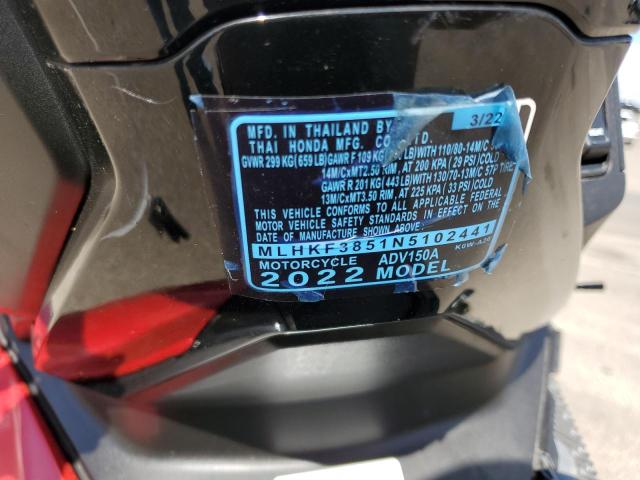 3/22
MFD. IN THAILAND BY
THAI HONDA MFG. CO., LTD.
GVWR 299 KG (659 LB) GAWR F 109 KG LB) WITH 110/80-14M/C
14M/CxMT2.50 RIM, AT 200 KPA (29 PSI)/COLD
GAWR R 201 KG (443 LB) WITH 130/70-13M/C 57P TIRE,
13M/CxMT3.50 RIM, AT 225 KPA (33 PSI)/COLD
THIS VEHICLE CONFORMS TO ALL APPLICABLE FEDERAL
MOTOR VEHICLE SAFETY STANDARDS IN EFFECT ON THE
DATE OF MANUFACTURE SHOWN ABOVE.
MLHKF3851N5102441
MOTORCYCLE ADV150A
2022 MODEL